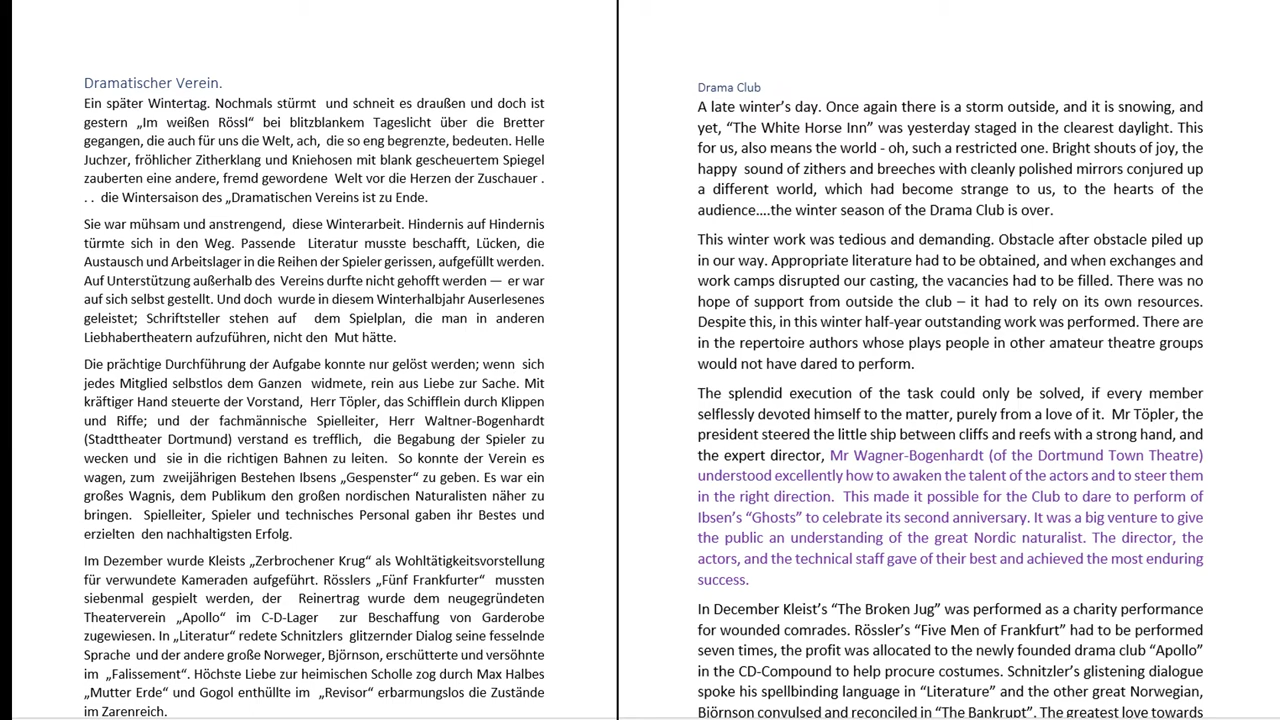 Dramatischer Verein.
Ein später Wintertag. Nochmals stürmt und schneit es draußen und doch ist
gestern „Im weißen Rössl“ bei blitzblankem Tageslicht über die Bretter
gegangen, die auch für uns die Welt, ach, die so eng begrenzte, bedeuten. Helle
Juchzer, fröhlicher Zitherklang und Kniehosen mit blank gescheuertem Spiegel
zauberten eine andere, fremd gewordene Welt vor die Herzen der Zuschauer .
. . die Wintersaison des „Dramatischen Vereins ist zu Ende.
Sie war mühsam und anstrengend, diese Winterarbeit. Hindernis auf Hindernis
türmte sich in den Weg. Passende Literatur musste beschafft, Lücken, die
Austausch und Arbeitslager in die Reihen der Spieler gerissen, aufgefüllt werden.
Auf Unterstützung außerhalb des Vereins durfte nicht gehofft werden — er war
auf sich selbst gestellt. Und doch wurde in diesem Winterhalbjahr Auserlesenes
geleistet; Schriftsteller stehen auf dem Spielplan, die man in anderen
Liebhabertheatern aufzuführen, nicht den Mut hätte.
Die prächtige Durchführung der Aufgabe konnte nur gelöst werden; wenn sich
jedes Mitglied selbstlos dem Ganzen widmete, rein aus Liebe zur Sache. Mit
kräftiger Hand steuerte der Vorstand, Herr Töpler, das Schifflein durch Klippen
und Riffe; und der fachmännische Spielleiter, Herr Waltner-Bogenhardt
(Stadttheater Dortmund) verstand es trefflich, die Begabung der Spieler zu
wecken und sie in die richtigen Bahnen zu leiten. So konnte der Verein es
wagen, zum zweijährigen Bestehen Ibsens „Gespenster“ zu geben. Es war ein
großes Wagnis, dem Publikum den großen nordischen Naturalisten näher zu
bringen. Spielleiter, Spieler und technisches Personal gaben ihr Bestes und
erzielten den nachhaltigsten Erfolg.
Im Dezember wurde Kleists „Zerbrochener Krug“ als Wohltätigkeitsvorstellung
für verwundete Kameraden aufgeführt. Rösslers „Fünf Frankfurter“ mussten
siebenmal gespielt werden, der Reinertrag wurde dem neugegründeten
Theaterverein „Apollo“ im C-D-Lager zur Beschaffung von Garderobe
zugewiesen. In „Literatur“ redete Schnitzlers glitzernder Dialog seine fesselnde
Sprache und der andere große Norweger, Björnson, erschütterte und versöhnte
im „Falissement“. Höchste Liebe zur heimischen Scholle zog durch Max Halbes
„Mutter Erde“ und Gogol enthüllte im „Revisor“ erbarmungslos die Zustände
im Zarenreich.
Drama Club
A late winter’s day. Once again there is a storm outside, and it is snowing, and
yet, “The White Horse Inn” was yesterday staged in the clearest daylight. This
for us, also means the world - oh, such a restricted one. Bright shouts of joy, the
happy sound of zithers and breeches with cleanly polished mirrors conjured up
a different world, which had become strange to us, to the hearts of the
audience....the winter season of the Drama Club is over.
This winter work was tedious and demanding. Obstacle after obstacle piled up
in our way. Appropriate literature had to be obtained, and when exchanges and
work camps disrupted our casting, the vacancies had to be filled. There was no
hope of support from outside the club – it had to rely on its own resources.
Despite this, in this winter half-year outstanding work was performed. There are
in the repertoire authors whose plays people in other amateur theatre groups
would not have dared to perform.
The splendid execution of the task could only be solved, if every member
selflessly devoted himself to the matter, purely from a love of it. Mr Töpler, the
president steered the little ship between cliffs and reefs with a strong hand, and
the expert director, Mr Wagner-Bogenhardt (of the Dortmund Town Theatre)
understood excellently how to awaken the talent of the actors and to steer them
in the right direction. This made it possible for the Club to dare to perform of
Ibsen’s “Ghosts” to celebrate its second anniversary. It was a big venture to give
the public an understanding of the great Nordic naturalist. The director, the
actors, and the technical staff gave of their best and achieved the most enduring
success.
In December Kleist’s “The Broken Jug” was performed as a charity performance
for wounded comrades. Rössler’s “Five Men of Frankfurt” had to be performed
seven times, the profit was allocated to the newly founded drama club “Apollo”
in the CD-Compound to help procure costumes. Schnitzler’s glistening dialogue
spoke his spellbinding language in “Literature” and the other great Norwegian,
Björnson convulsed and reconciled in “The Bankrupt”. The greatest love towards